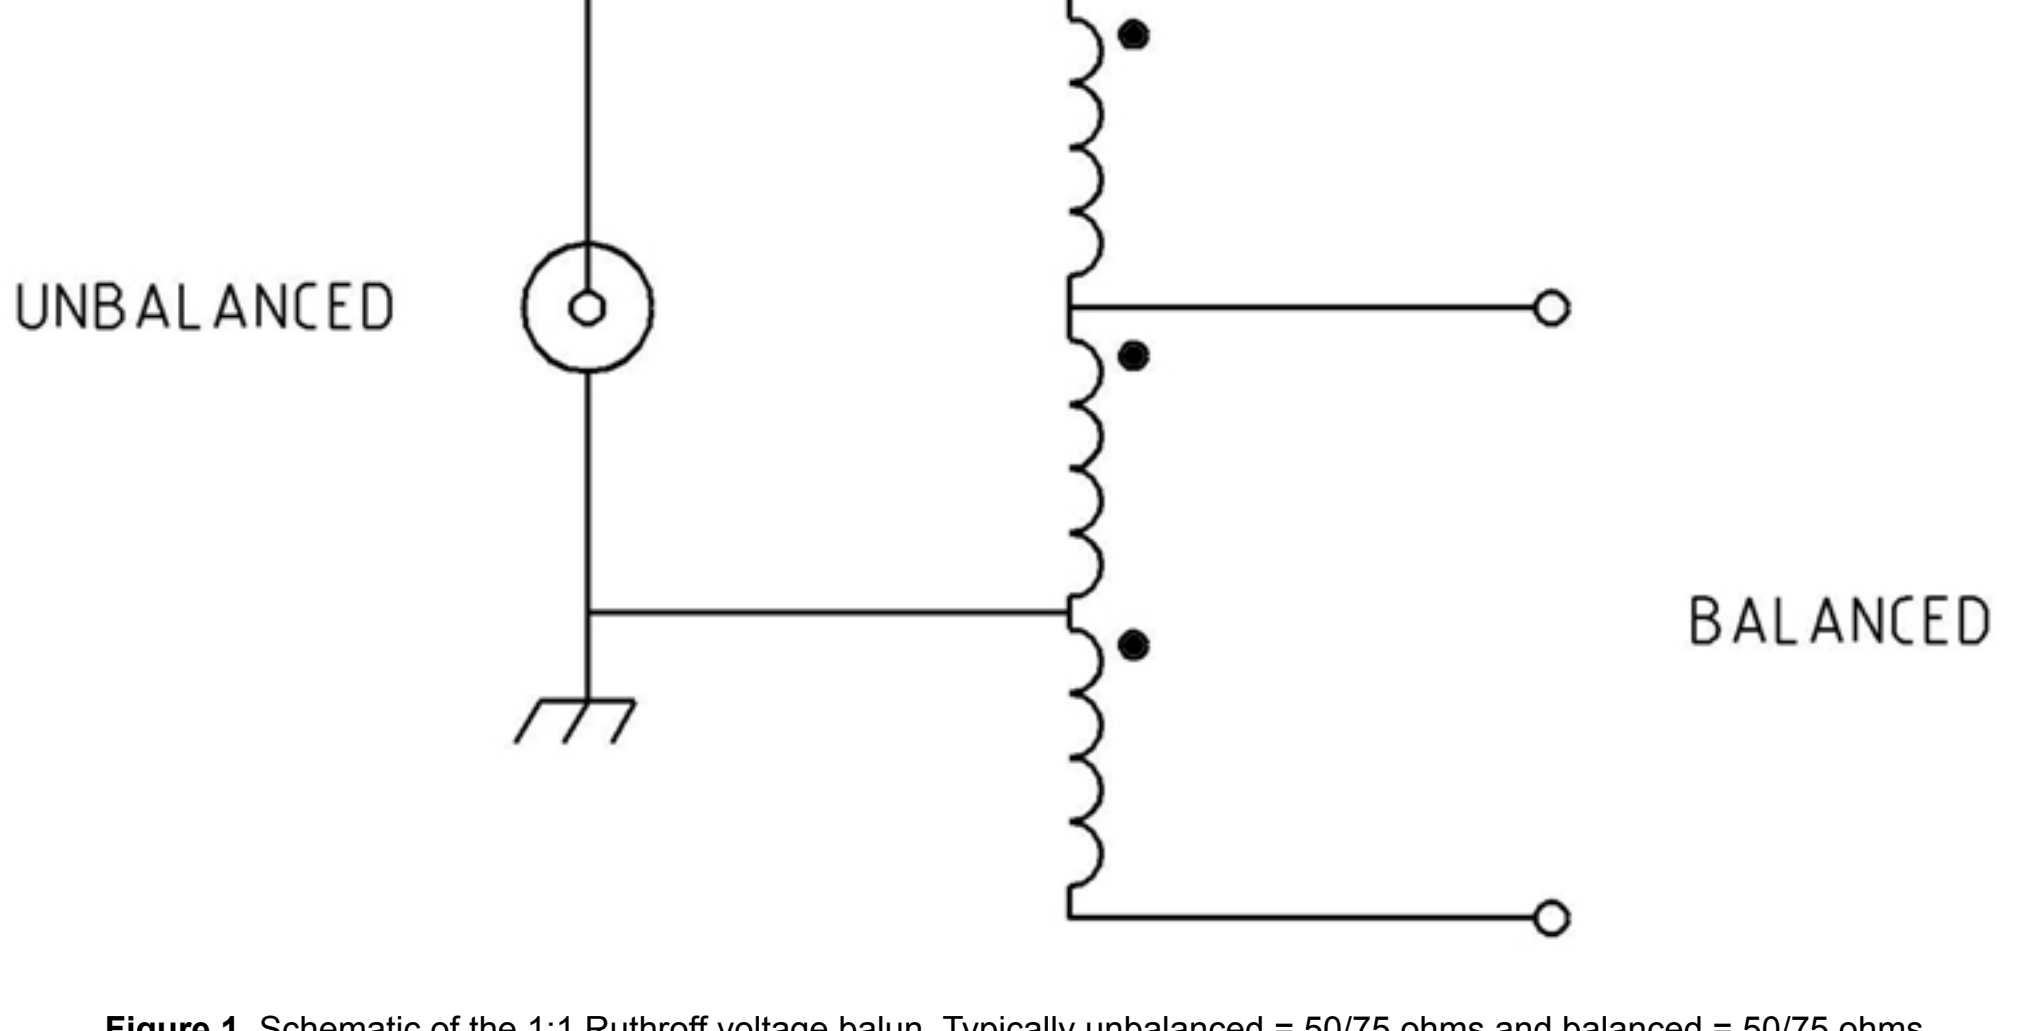 UNBALANCED
BALANCED
Figure 1. Schematic of the 1:1 Ruthroff voltage balun. Typically unbalanced = 50/75 ohms and balanced = 50/75 ohms.